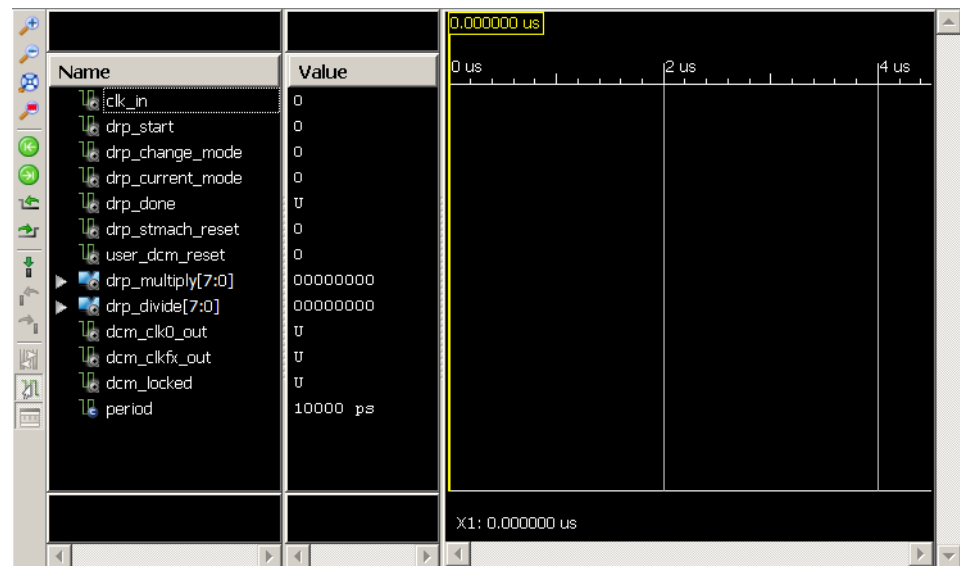 0.000000 us
Name Value 0 us 2 us 4 us
clk_in 0
drp_start 0
drp_change_mode 0
drp_current_mode 0
drp_done U
drp_stmach_reset 0
user_dcm_reset 0
drp_multiply[7:0] 00000000
drp_divide[7:0] 00000000
dcm_clk0_out U
dcm_clkfx_out U
dcm_locked U
period 10000 ps
X1: 0.000000 us